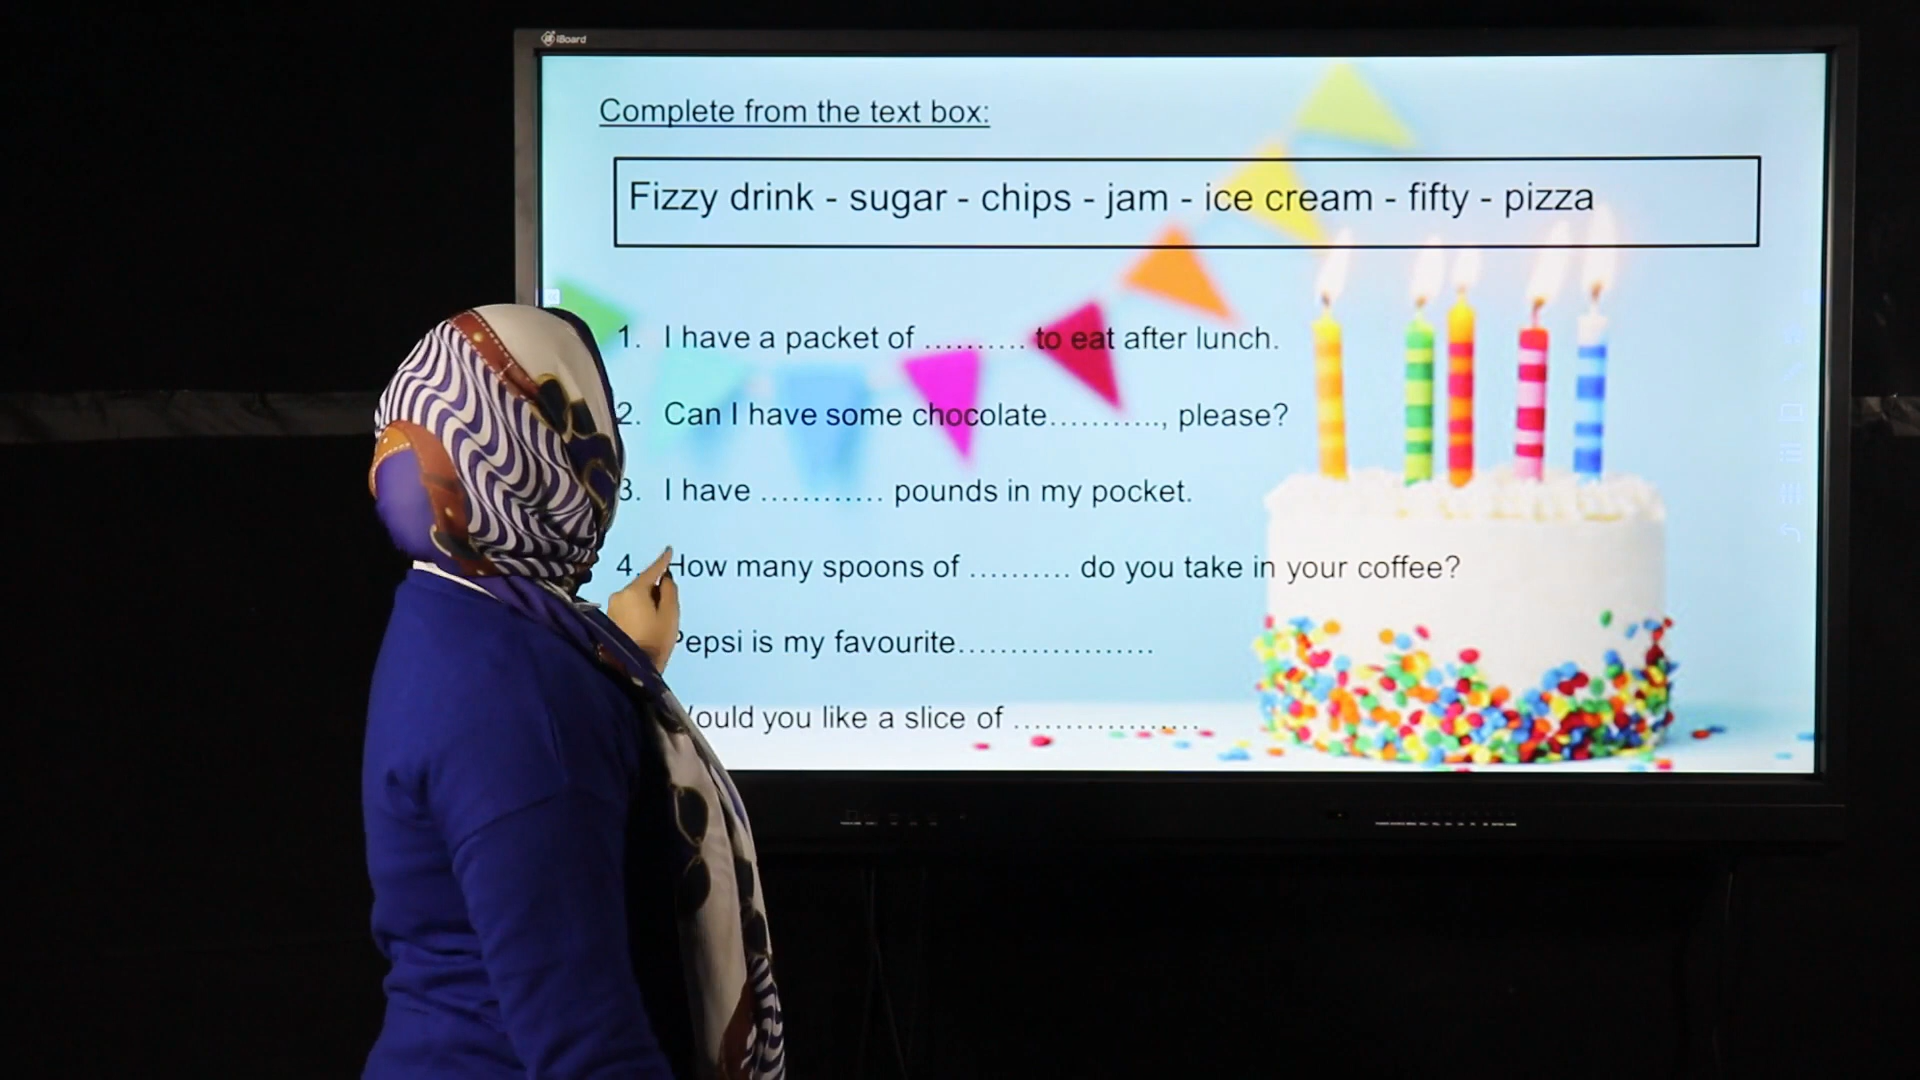 iBoard
Complete from the text box:
Fizzy drink - sugar - chips - jam - ice cream - fifty - pizza
1. I have a packet of .......... to eat after lunch.
2. Can I have some chocolate..........., please?
3. I have ............ pounds in my pocket.
4. How many spoons of .......... do you take in your coffee?
Pepsi is my favourite...................
ould you like a slice of ..................